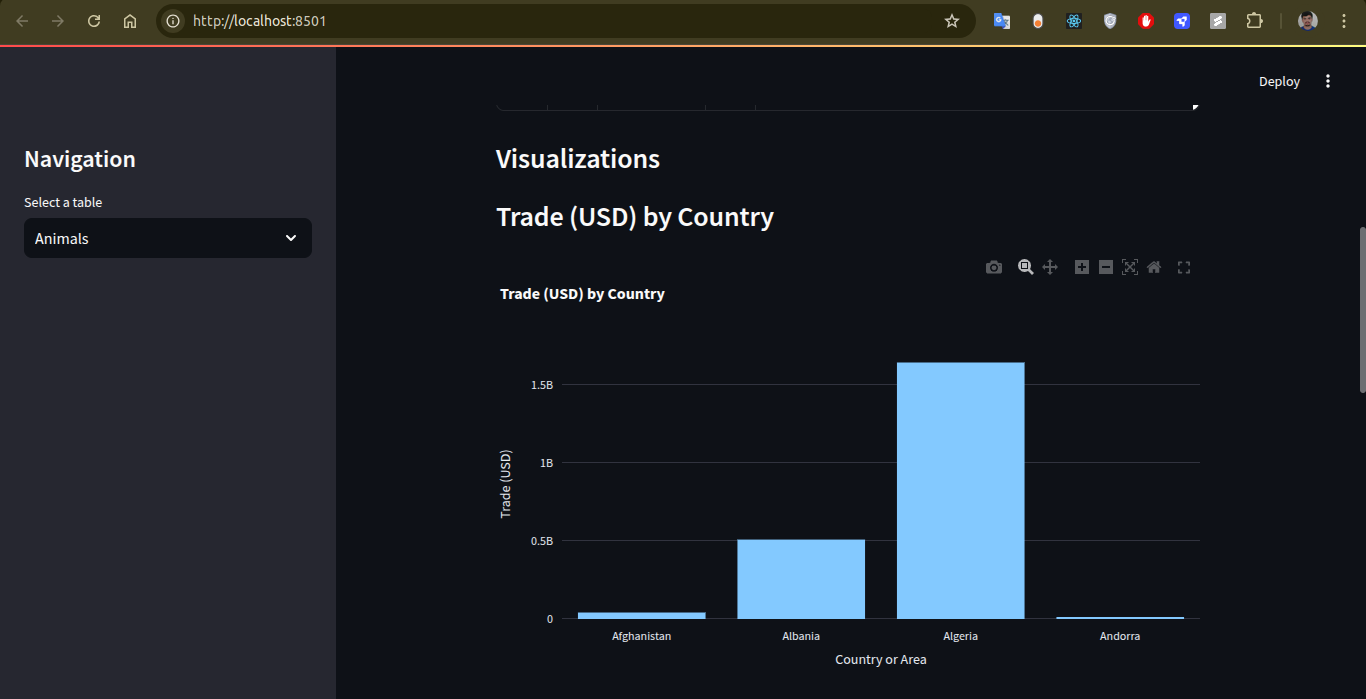 http://localhost:8501
Deploy
Navigation
Select a table
Animals
Visualizations
Trade (USD) by Country
Trade (USD) by Country
1.5B
1B
0.5B
0
Trade (USD)
Afghanistan Albania Algeria Andorra
Country or Area